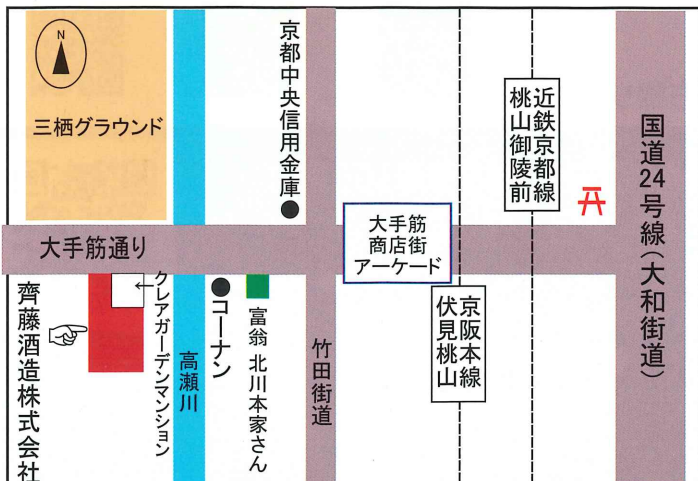 N
三栖グラウンド
京都中央信用金庫
近鉄京都線
桃山御陵前
国道24号線(大和街道)
大手筋通り
大手筋
商店街
アーケード
齊藤酒造株式会社
クレアガーデンマンション
高瀬川
コーナン
富翁 北川本家さん
竹田街道
京阪本線
伏見桃山